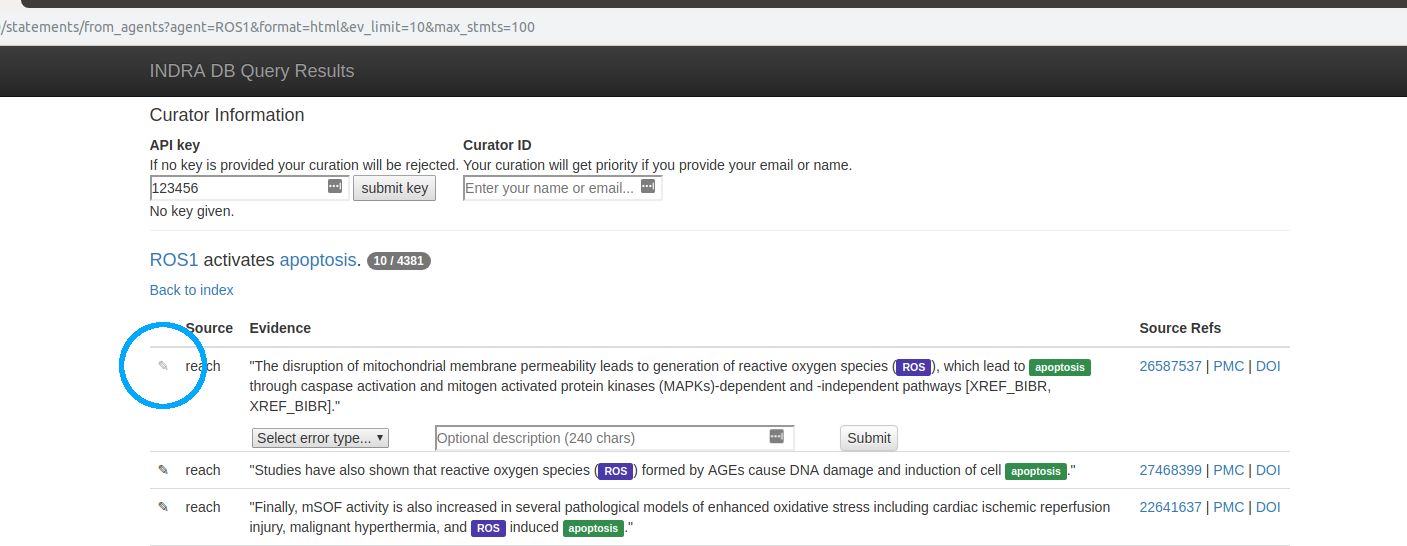 /statements/from_agents?agent=ROS1&format=html&ev_limit=10&max_stmts=100
INDRA DB Query Results
Curator Information
API key Curator ID
If no key is provided your curation will be rejected. Your curation will get priority if you provide your email or name.
123456 submit key Enter your name or email...
No key given.
ROS1 activates apoptosis. 10 / 4381
Back to index
Source Evidence Source Refs
reach "The disruption of mitochondrial membrane permeability leads to generation of reactive oxygen species (ROS), which lead to apoptosis 26587537 | PMC | DOI
through caspase activation and mitogen activated protein kinases (MAPKs)-dependent and -independent pathways [XREF_BIBR,
XREF_BIBR]."
Select error type... Optional description (240 chars) Submit
reach "Studies have also shown that reactive oxygen species (ROS) formed by AGEs cause DNA damage and induction of cell apoptosis." 27468399 | PMC | DOI
reach "Finally, mSOF activity is also increased in several pathological models of enhanced oxidative stress including cardiac ischemic reperfusion 22641637 | PMC | DOI
injury, malignant hyperthermia, and ROS induced apoptosis."